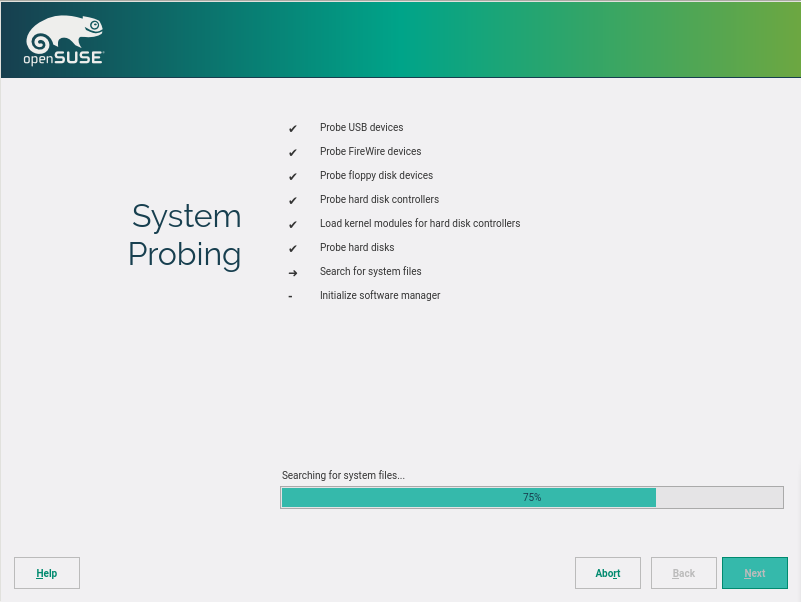 openSUSE
System
Probing
✔ Probe USB devices
✔ Probe FireWire devices
✔ Probe floppy disk devices
✔ Probe hard disk controllers
✔ Load kernel modules for hard disk controllers
✔ Probe hard disks
➜ Search for system files
- Initialize software manager
Searching for system files...
75%
Help Abort Back Next